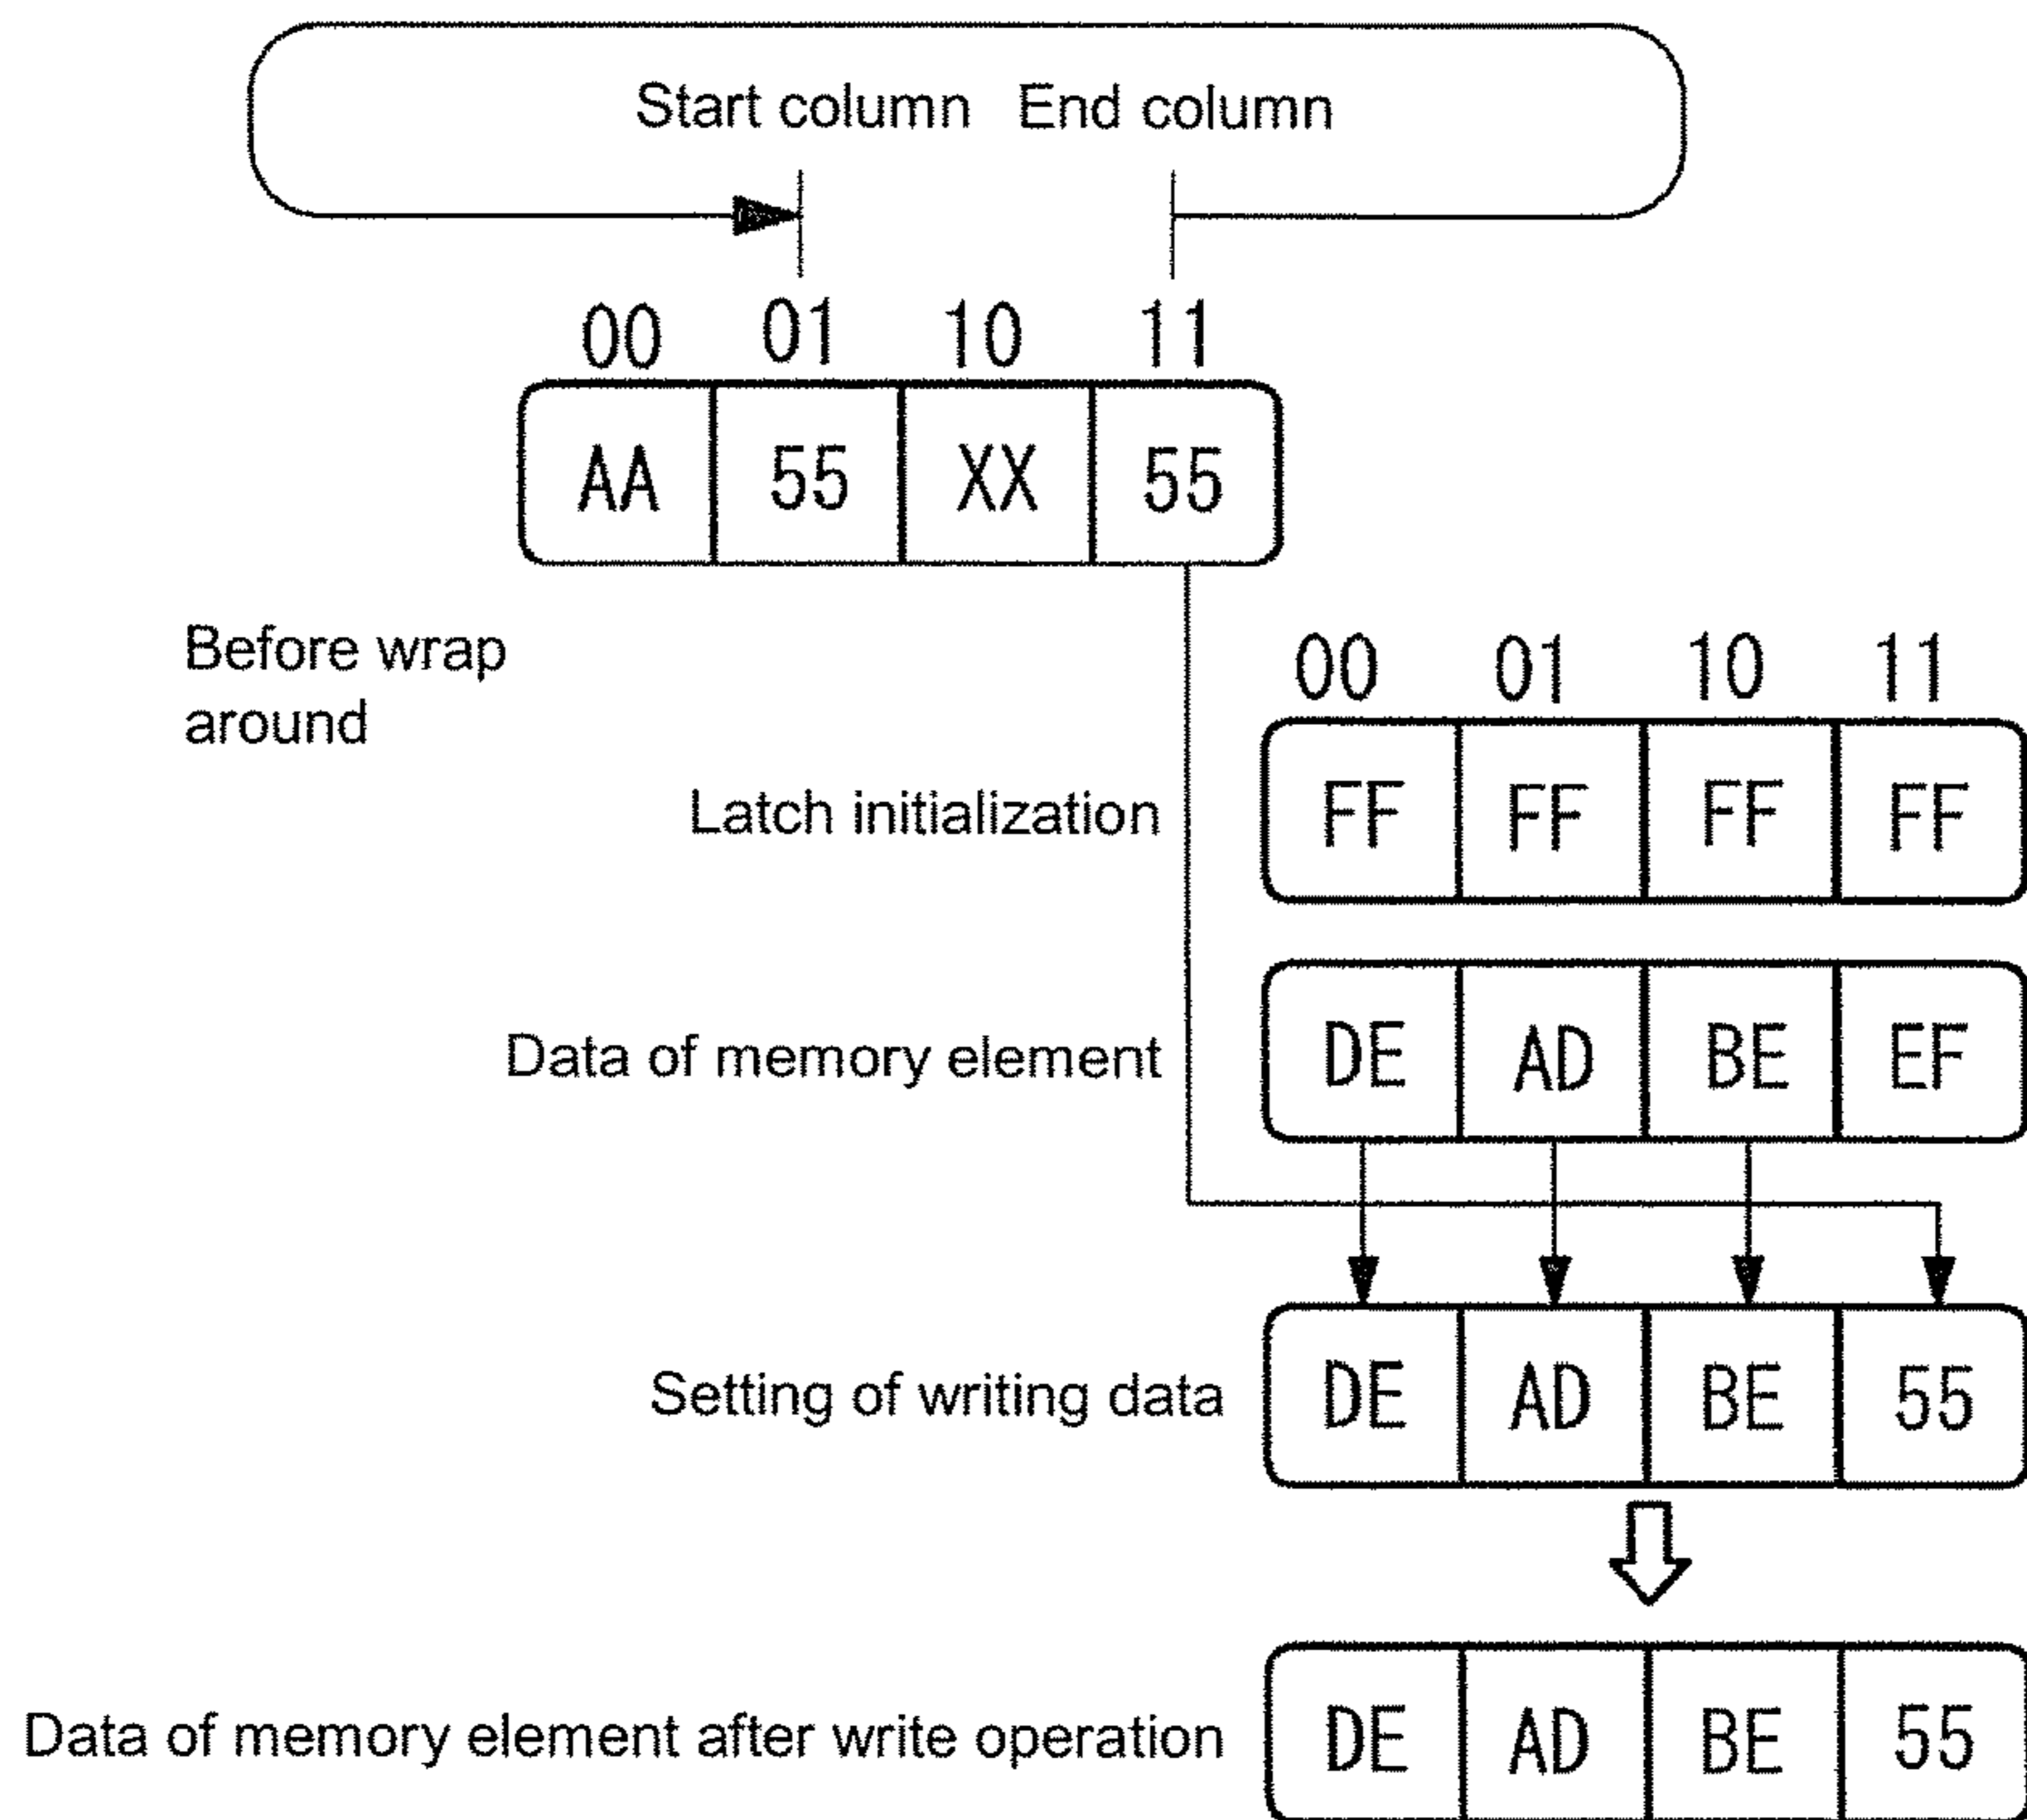 Start column End column
00 01 10 11
AA 55 XX 55
Before wrap
around
00 01 10 11
Latch initialization FF FF FF FF
Data of memory element DE AD BE EF
Setting of writing data DE AD BE 55
Data of memory element after write operation DE AD BE 55